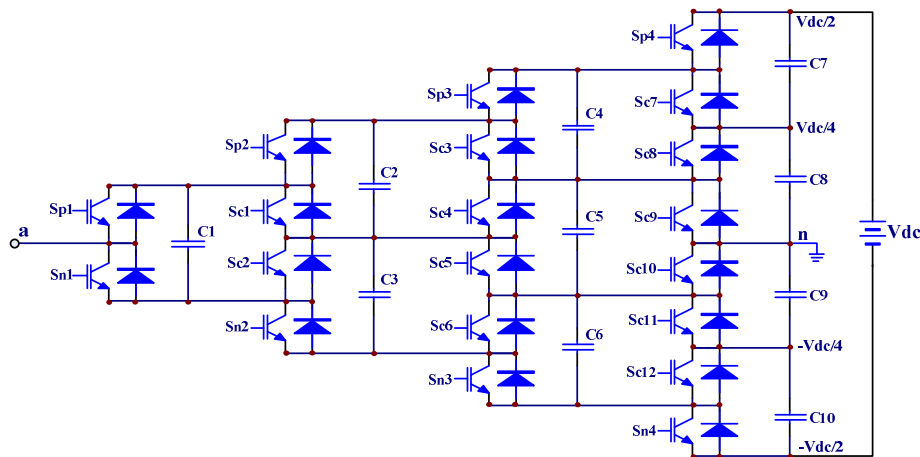 Vdc/2
Sp4
C7
Sp3
Sc7
C4
Vdc/4
Sp2
Sc3
Sc8
C2
C8
Sp1
Sc1
Sc4
Sc9
C1
C5
a
n
Vdc
Sn1
Sc2
Sc5
Sc10
C3
C9
Sn2
Sc6
Sc11
C6
-Vdc/4
Sn3
Sc12
C10
Sn4
-Vdc/2